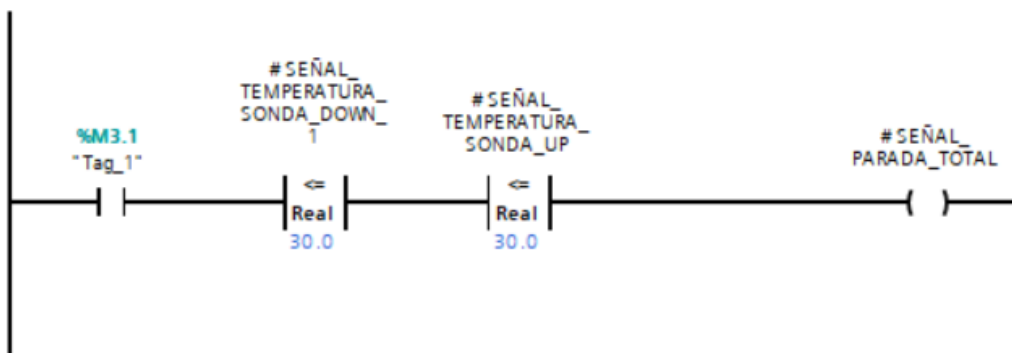 #SEÑAL_
TEMPERATURA_
SONDA_DOWN_
1
#SEÑAL_
TEMPERATURA_
SONDA_UP
#SEÑAL_
PARADA_TOTAL
%M3.1
"Tag_1"
<=
Real
30.0
<=
Real
30.0